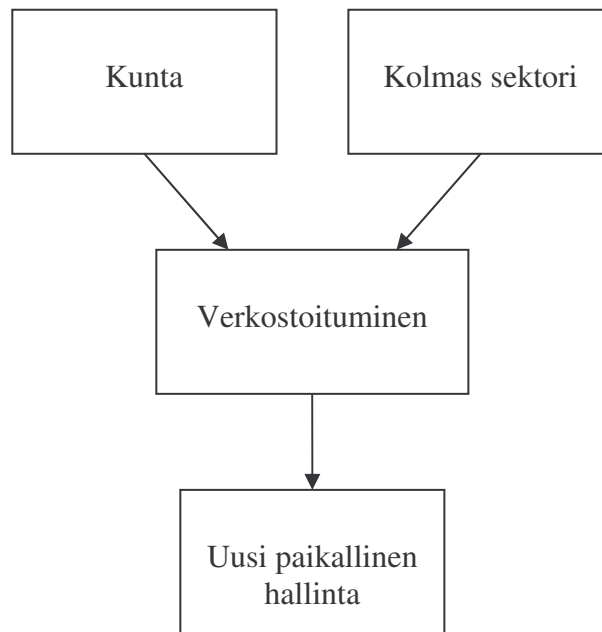 Kunta
Kolmas sektori
Verkostoituminen
Uusi paikallinen
hallinta